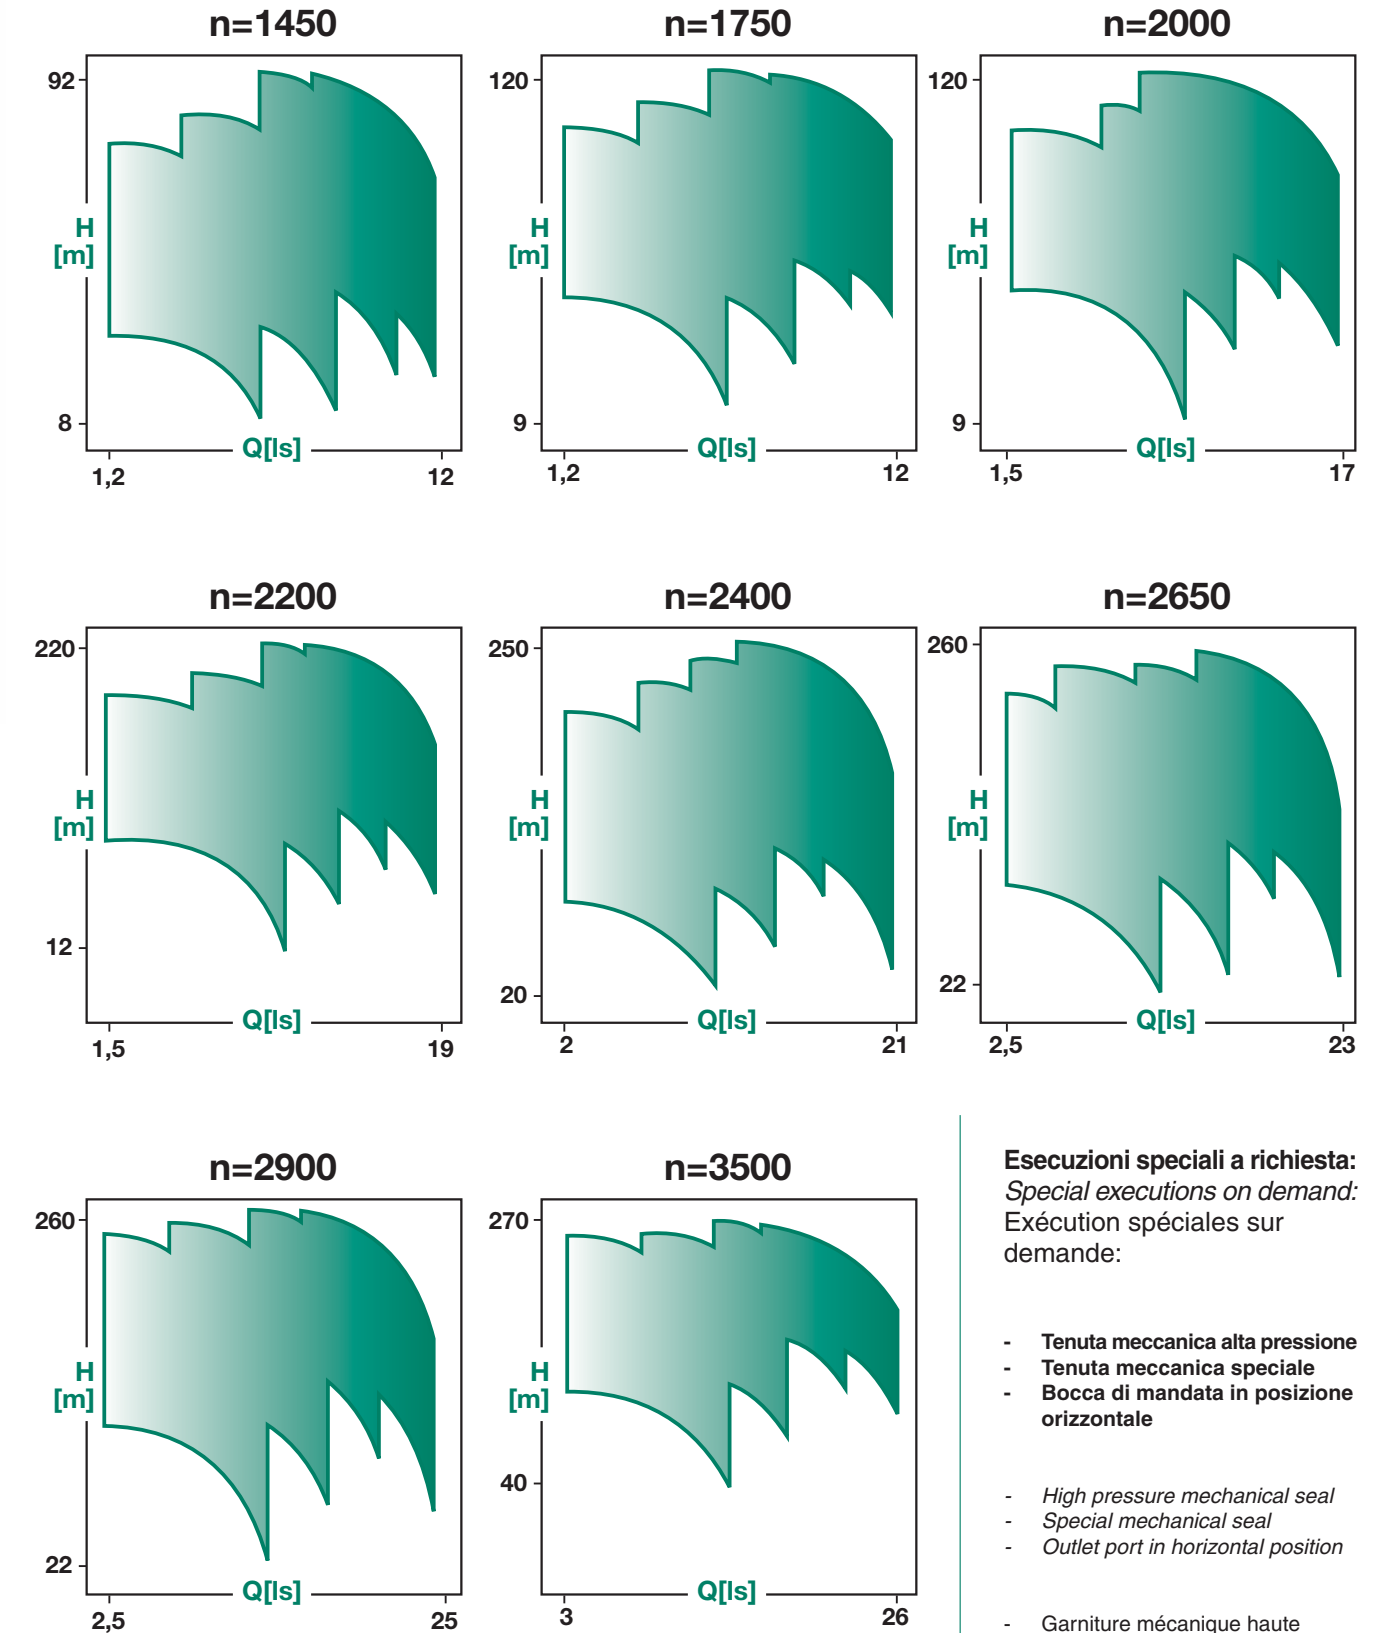 n=1450
92
H
[m]
8
Q[ls]
1,2
12
n=1750
120
H
[m]
9
Q[ls]
1,2
12
n=2000
120
H
[m]
9
Q[ls]
1,5
17
n=2200
220
H
[m]
12
Q[ls]
1,5
19
n=2400
250
H
[m]
20
Q[ls]
2
21
n=2650
260
H
[m]
22
Q[ls]
2,5
23
n=2900
260
H
[m]
22
Q[ls]
2,5
25
n=3500
270
H
[m]
40
Q[ls]
3
26
Esecuzioni speciali a richiesta:
Special executions on demand:
Exécution spéciales sur
demande:
- Tenuta meccanica alta pressione
- Tenuta meccanica speciale
- Bocca di mandata in posizione
orizzontale
- High pressure mechanical seal
- Special mechanical seal
- Outlet port in horizontal position
- Garniture mécanique haute